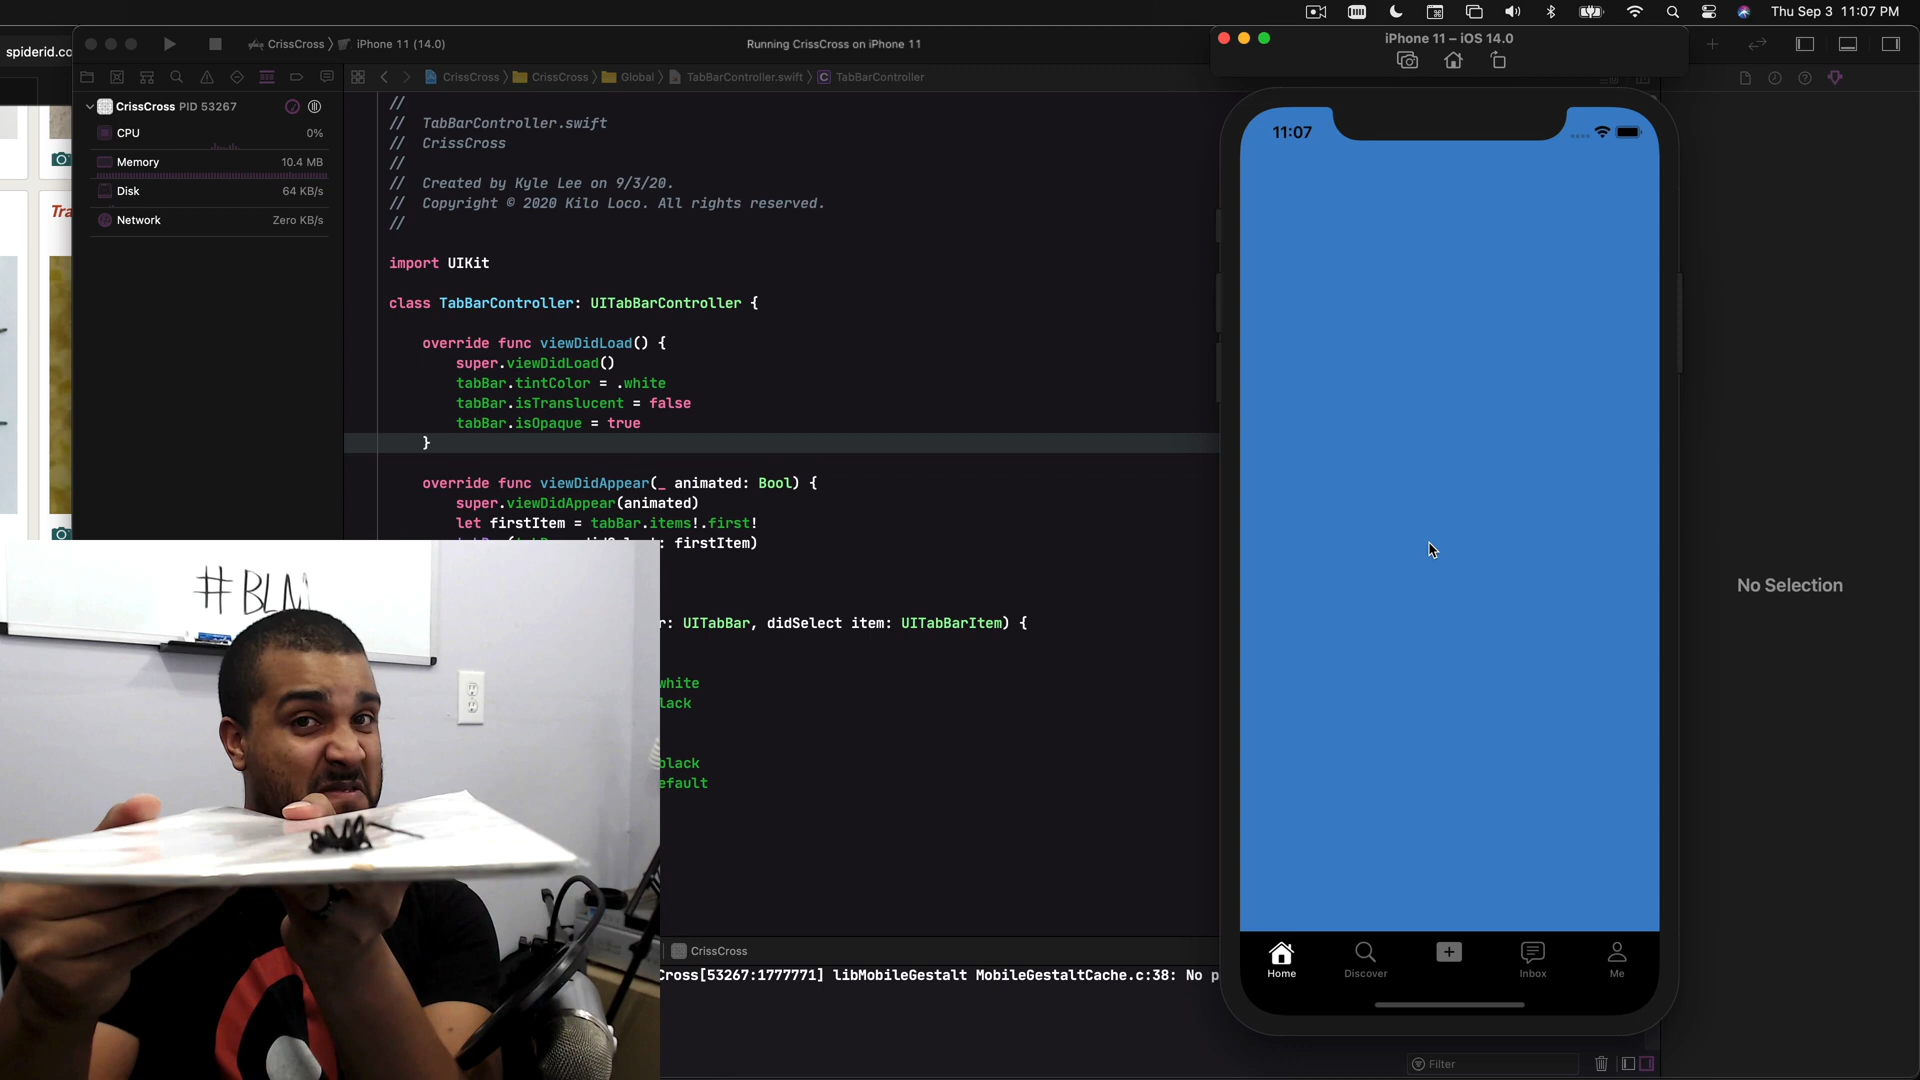 Thu Sep 3 11:07 PM
spiderid.co
CrissCross
iPhone 11 (14.0)
Running CrissCross on iPhone 11
iPhone 11 – iOS 14.0
CrissCross
CrissCross
Global
TabBarController.swift
C
TabBarController
CrissCross PID 53267
CPU
0%
Memory
10.4 MB
Disk
64 KB/s
Network
Zero KB/s
Tra
//
// TabBarController.swift
// CrissCross
//
// Created by Kyle Lee on 9/3/20.
// Copyright © 2020 Kilo Loco. All rights reserved.
//
import UIKit
class TabBarController: UITabBarController {
override func viewDidLoad() {
super.viewDidLoad()
tabBar.tintColor = .white
tabBar.isTranslucent = false
tabBar.isOpaque = true
}
override func viewDidAppear(_ animated: Bool) {
super.viewDidAppear(animated)
let firstItem = tabBar.items!.first!
: firstItem)
r: UITabBar, didSelect item: UITabBarItem) {
white
lack
black
efault
#BLM
CrissCross
Cross[53267:1777771] libMobileGestalt MobileGestaltCache.c:38: No p
Filter
11:07
Home
Discover
Inbox
Me
No Selection